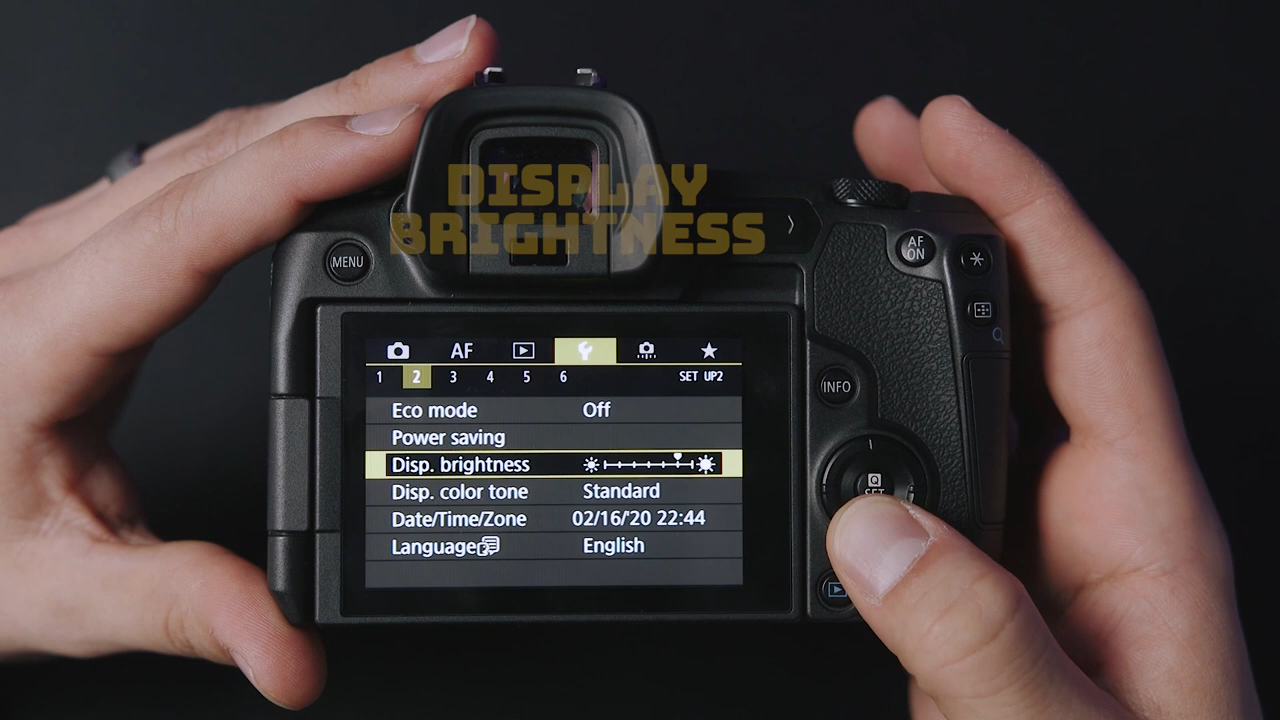 DISPLAY
BRIGHTNESS
MENU
AF
ON
AF
1 2 3 4 5 6 SET UP2
INFO
Eco mode Off
Power saving
Disp. brightness
Disp. color tone Standard
Q
SET
Date/Time/Zone 02/16/'20 22:44
Language English